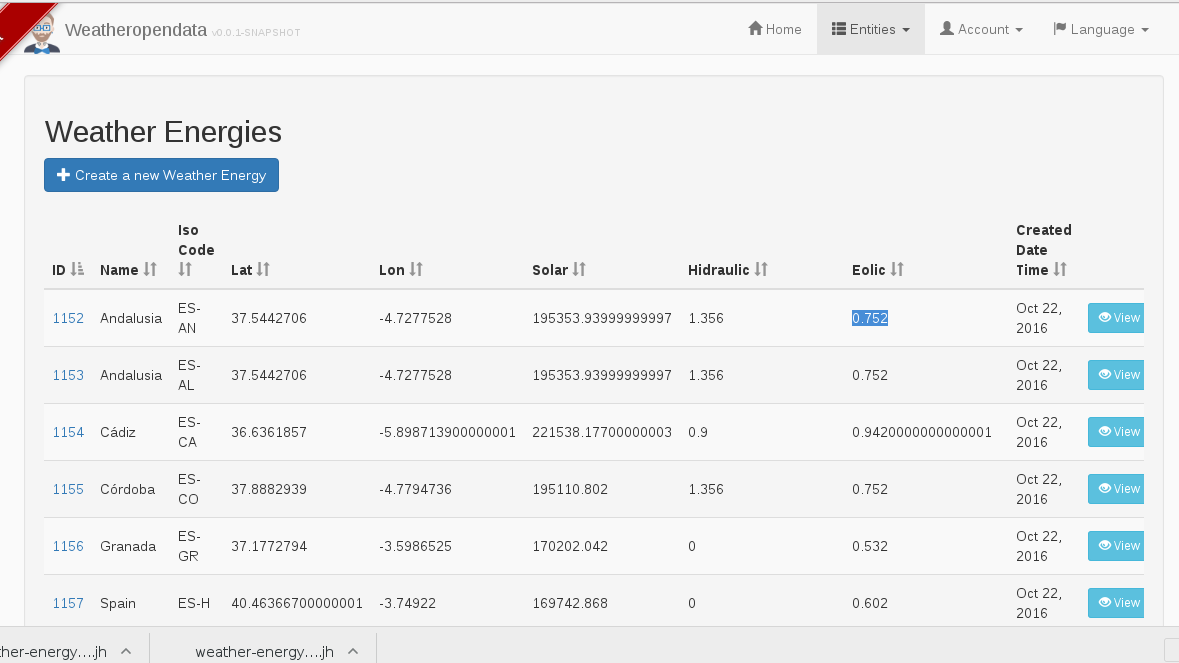 Weatheropendata v0.0.1-SNAPSHOT
Home
Entities
Account
Language
Weather Energies
Create a new Weather Energy
ID Name Iso Code Lat Lon Solar Hidraulic Eolic Created Date Time
1152 Andalusia ES-AN 37.5442706 -4.7277528 195353.93999999997 1.356 0.752 Oct 22, 2016 View
1153 Andalusia ES-AL 37.5442706 -4.7277528 195353.93999999997 1.356 0.752 Oct 22, 2016 View
1154 Cádiz ES-CA 36.6361857 -5.898713900000001 221538.17700000003 0.9 0.9420000000000001 Oct 22, 2016 View
1155 Córdoba ES-CO 37.8882939 -4.7794736 195110.802 1.356 0.752 Oct 22, 2016 View
1156 Granada ES-GR 37.1772794 -3.5986525 170202.042 0 0.532 Oct 22, 2016 View
1157 Spain ES-H 40.46366700000001 -3.74922 169742.868 0 0.602 Oct 22, 2016 View
her-energy....jh
weather-energy....jh